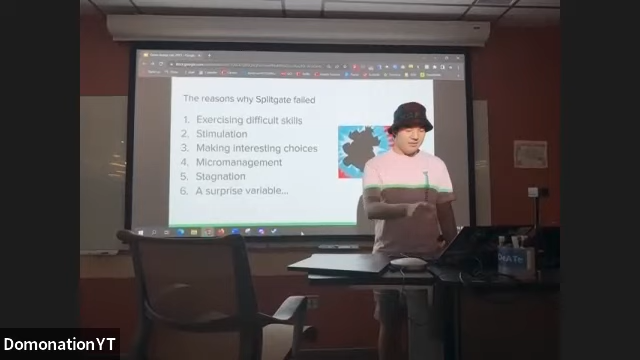 The reasons why Splitgate failed
1. Exercising difficult skills
2. Stimulation
3. Making interesting choices
4. Micromanagement
5. Stagnation
6. A surprise variable...
DomonationYT